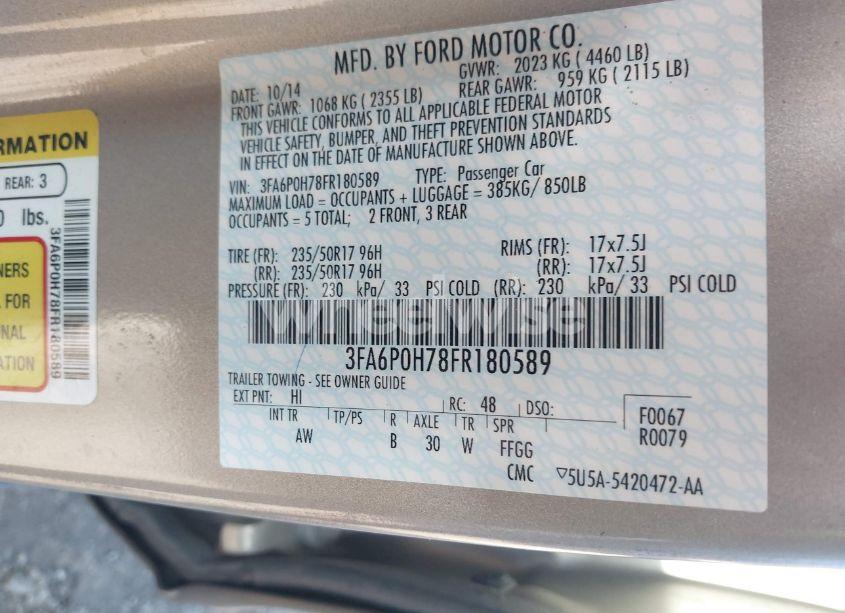 MFD. BY FORD MOTOR CO.
DATE: 10/14 GVWR: 2023 KG ( 4460 LB)
FRONT GAWR: 1068 KG ( 2355 LB) REAR GAWR: 959 KG ( 2115 LB)
THIS VEHICLE CONFORMS TO ALL APPLICABLE FEDERAL MOTOR
VEHICLE SAFETY, BUMPER, AND THEFT PREVENTION STANDARDS
IN EFFECT ON THE DATE OF MANUFACTURE SHOWN ABOVE.
VIN: 3FA6P0H78FR180589 TYPE: Passenger Car
MAXIMUM LOAD = OCCUPANTS + LUGGAGE = 385KG/ 850LB
OCCUPANTS = 5 TOTAL; 2 FRONT, 3 REAR
TIRE (FR): 235/50R17 96H RIMS (FR): 17x7.5J
(RR): 235/50R17 96H (RR): 17x7.5J
PRESSURE (FR): 230 kPa/ 33 PSI COLD (RR): 230 kPa/ 33 PSI COLD
WheelWise
3FA6P0H78FR180589
TRAILER TOWING - SEE OWNER GUIDE
EXT PNT: HI RC: 48 DSO:
INT TR TP/PS R AXLE TR SPR
AW B 30 W FFGG
F0067
R0079
CMC ▽5U5A-5420472-AA
RMATION
REAR: 3
0 lbs.
NERS
FOR
NAL
ATION
3FA6P0H78FR180589